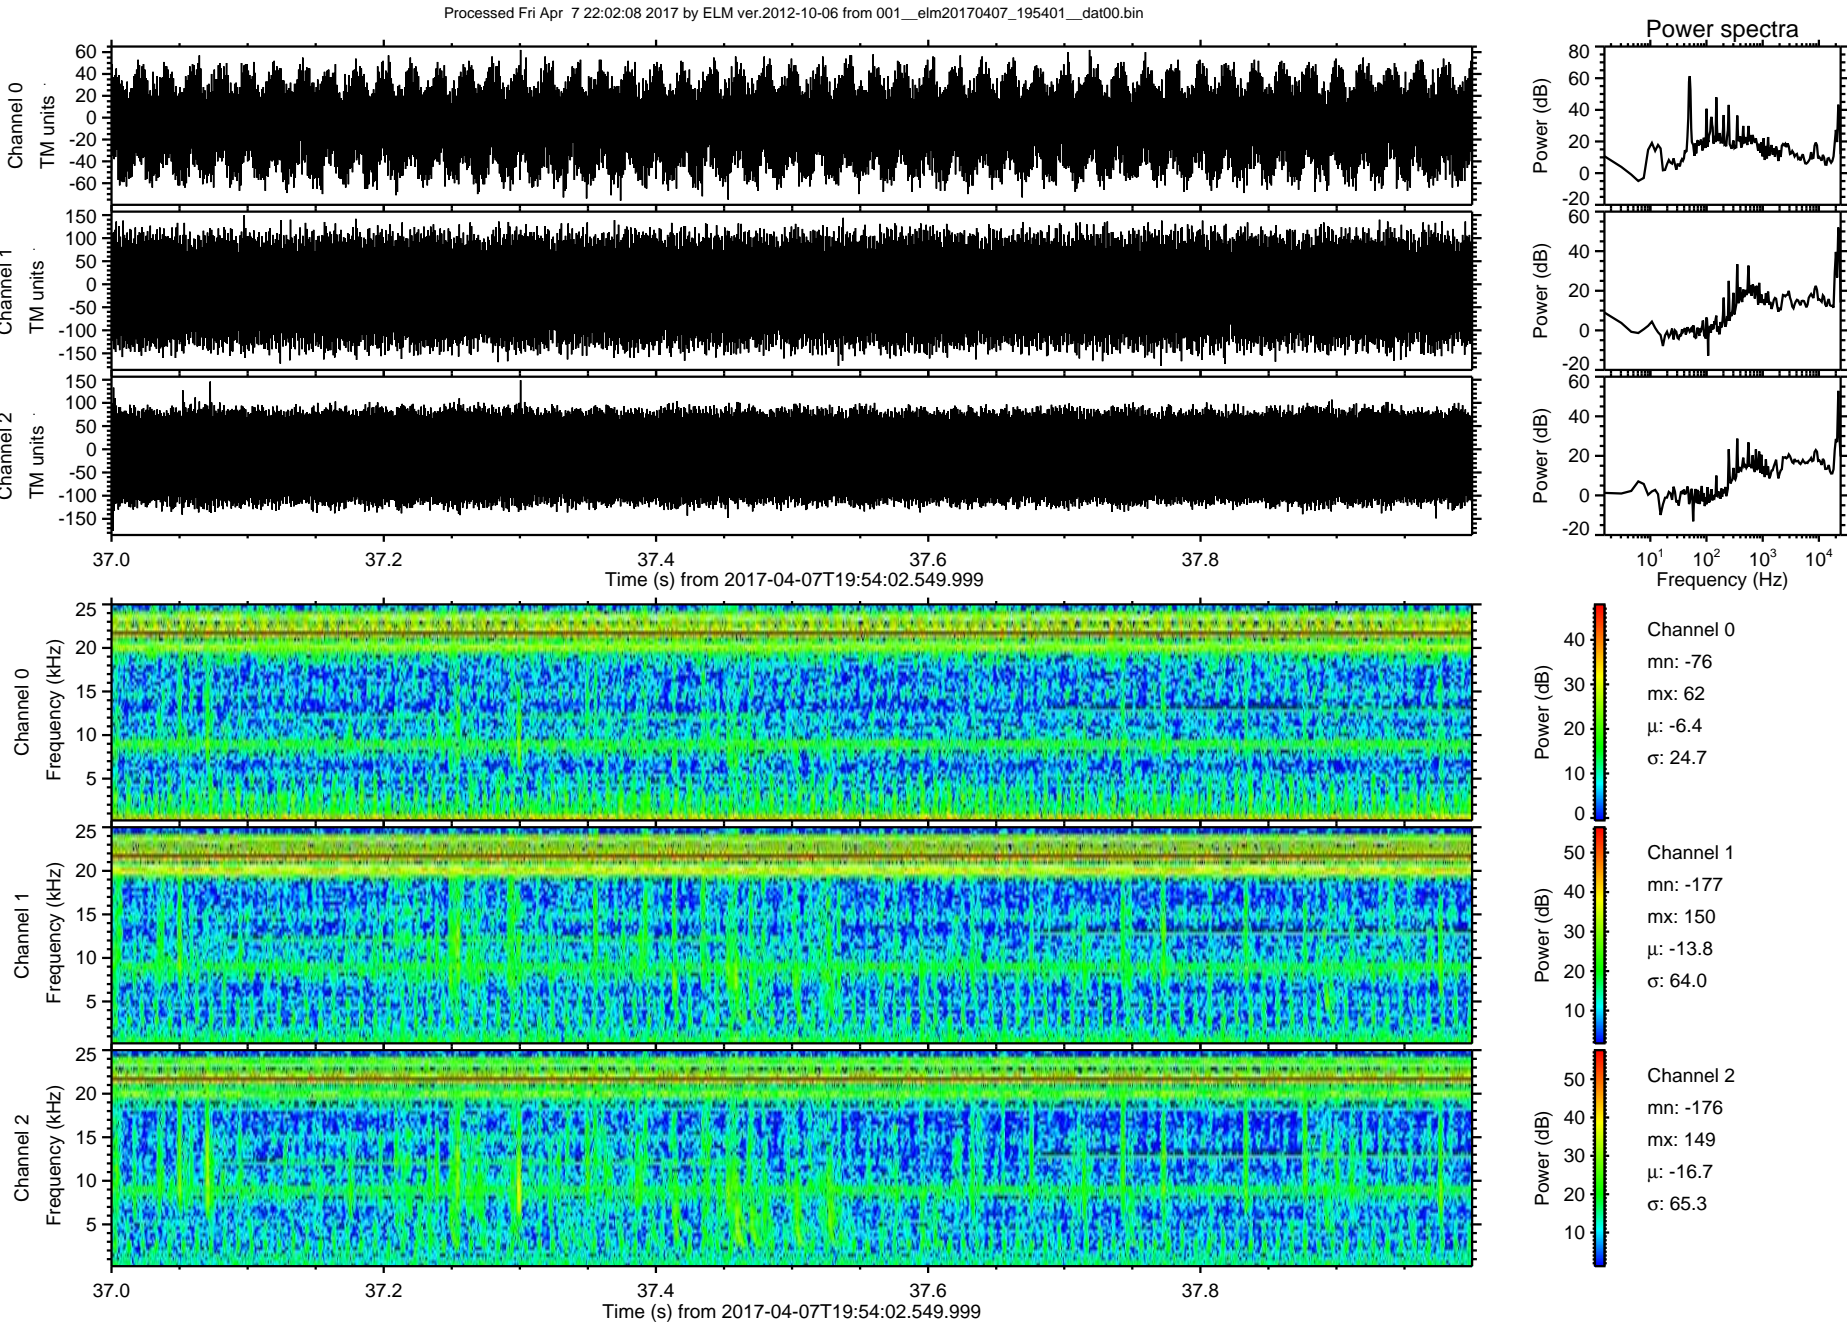 Processed Fri Apr  7 22:02:08 2017 by ELM ver.2012-10-06 from 001__elm20170407_195401__dat00.bin
Power spectra
Channel 0
TM units
60
40
20
0
-20
-40
-60
Power (dB)
80
60
40
20
0
-20
Channel 1
TM units
150
100
50
0
-50
-100
-150
Power (dB)
60
40
20
0
-20
Channel 2
TM units
150
100
50
0
-50
-100
-150
Power (dB)
60
40
20
0
-20
37.0 37.2 37.4 37.6 37.8
Time (s) from 2017-04-07T19:54:02.549.999
10^1 10^2 10^3 10^4
Frequency (Hz)
Channel 0
Frequency (kHz)
25
20
15
10
5
Power (dB)
40
30
20
10
0
Channel 0
mn: -76
mx: 62
μ: -6.4
σ: 24.7
Channel 1
Frequency (kHz)
25
20
15
10
5
Power (dB)
50
40
30
20
10
Channel 1
mn: -177
mx: 150
μ: -13.8
σ: 64.0
Channel 2
Frequency (kHz)
25
20
15
10
5
Power (dB)
50
40
30
20
10
Channel 2
mn: -176
mx: 149
μ: -16.7
σ: 65.3
37.0 37.2 37.4 37.6 37.8
Time (s) from 2017-04-07T19:54:02.549.999